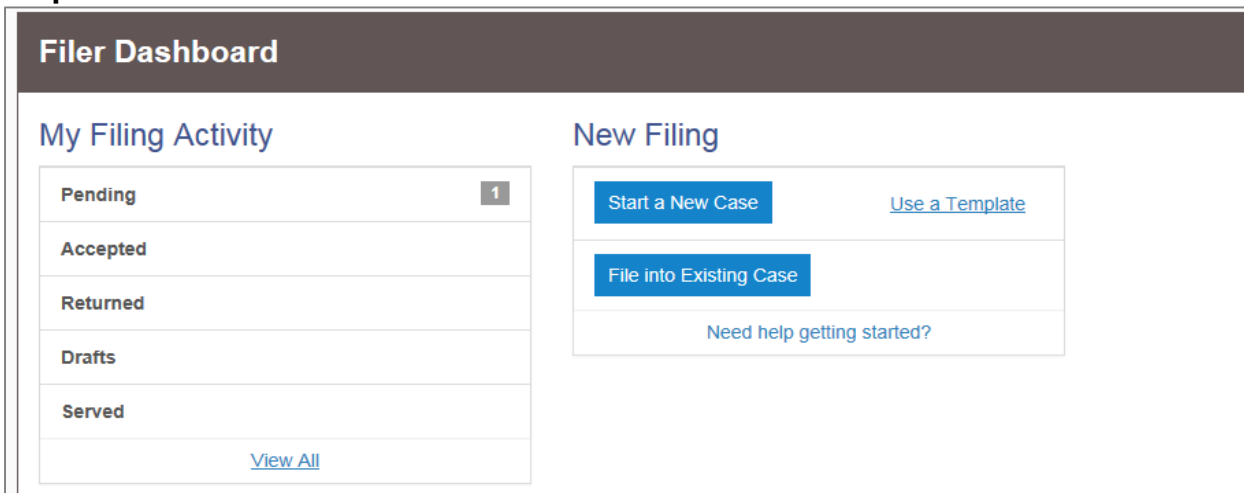 Filer Dashboard
My Filing Activity
Pending 1
Accepted
Returned
Drafts
Served
View All
New Filing
Start a New Case Use a Template
File into Existing Case
Need help getting started?